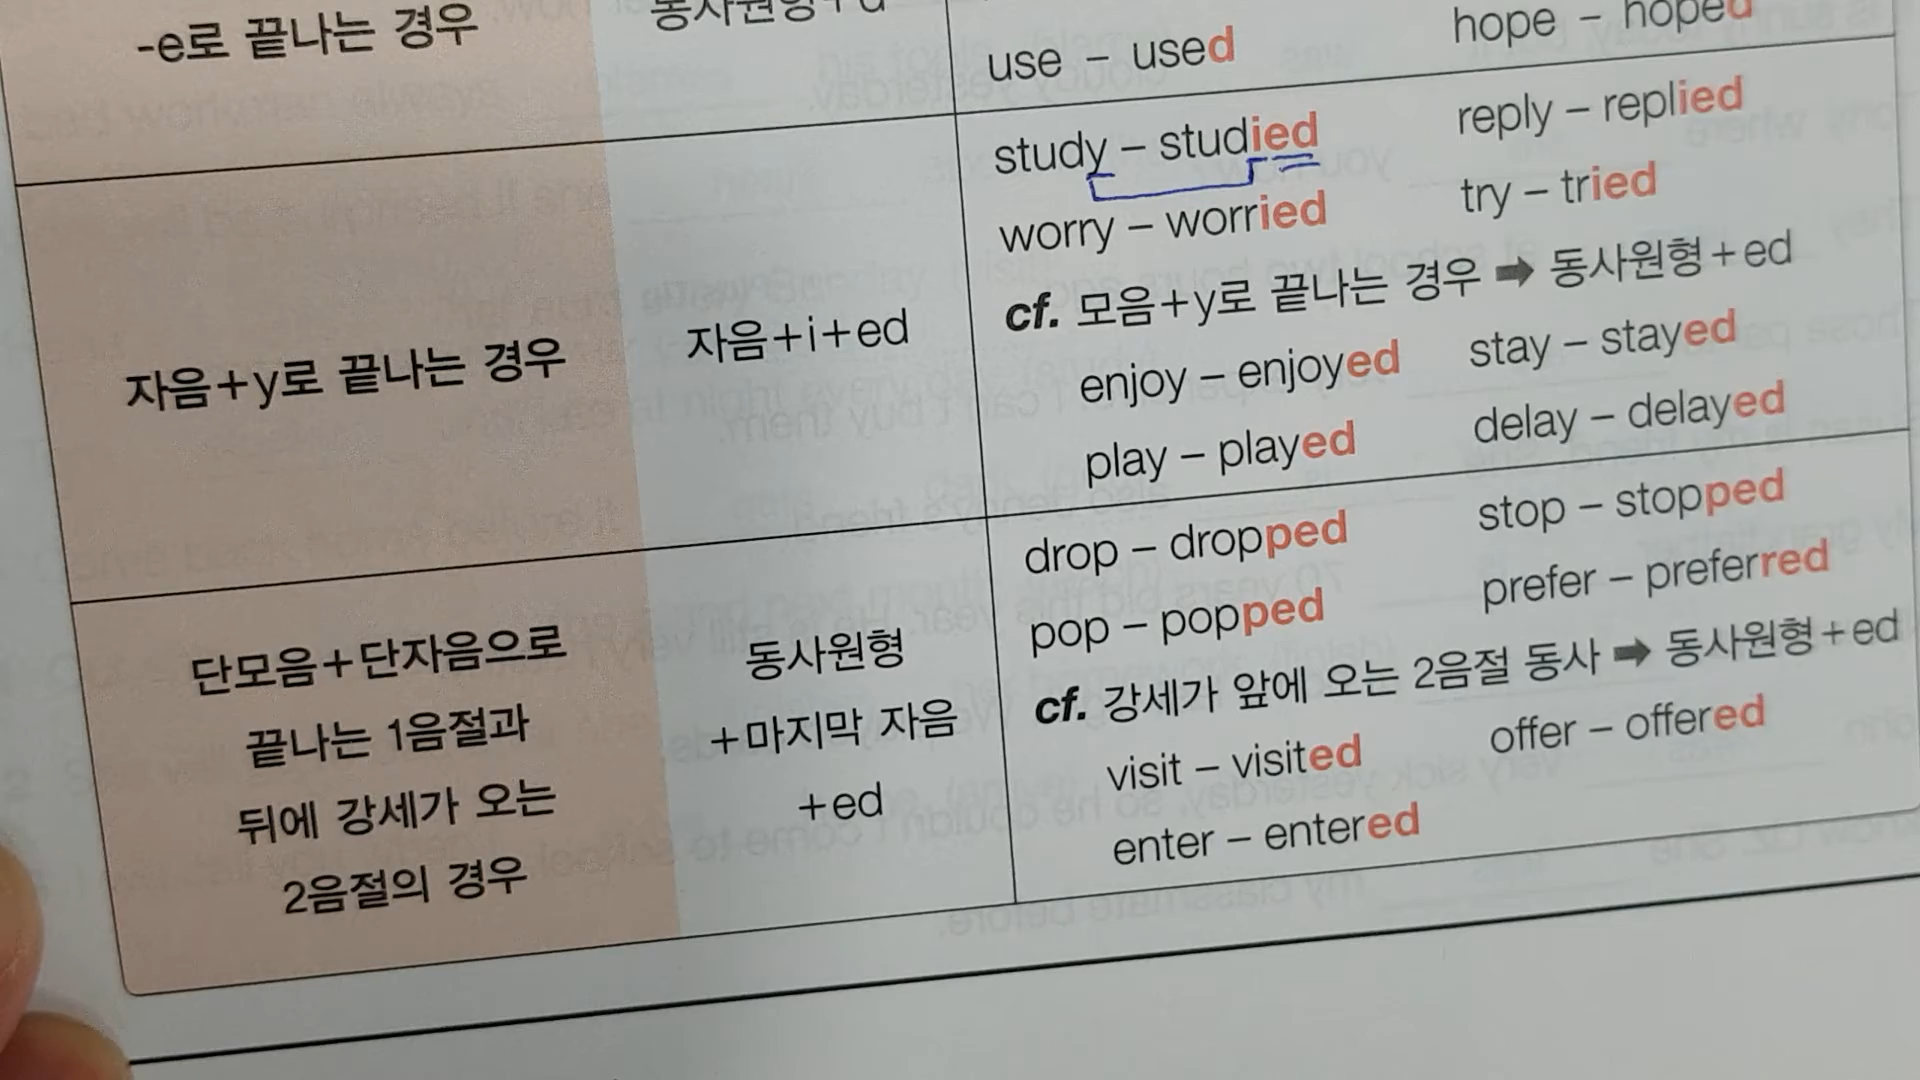 -e로 끝나는 경우
동사원형+d
hope – hoped
use – used
자음+y로 끝나는 경우
자음+i+ed
study – studied reply – replied
worry – worried try – tried
cf. 모음+y로 끝나는 경우 ➡ 동사원형+ed
enjoy – enjoyed stay – stayed
play – played delay – delayed
단모음+단자음으로
끝나는 1음절과
뒤에 강세가 오는
2음절의 경우
동사원형
+마지막 자음
+ed
drop – dropped stop – stopped
pop – popped prefer – preferred
cf. 강세가 앞에 오는 2음절 동사 ➡ 동사원형+ed
visit – visited offer – offered
enter – entered